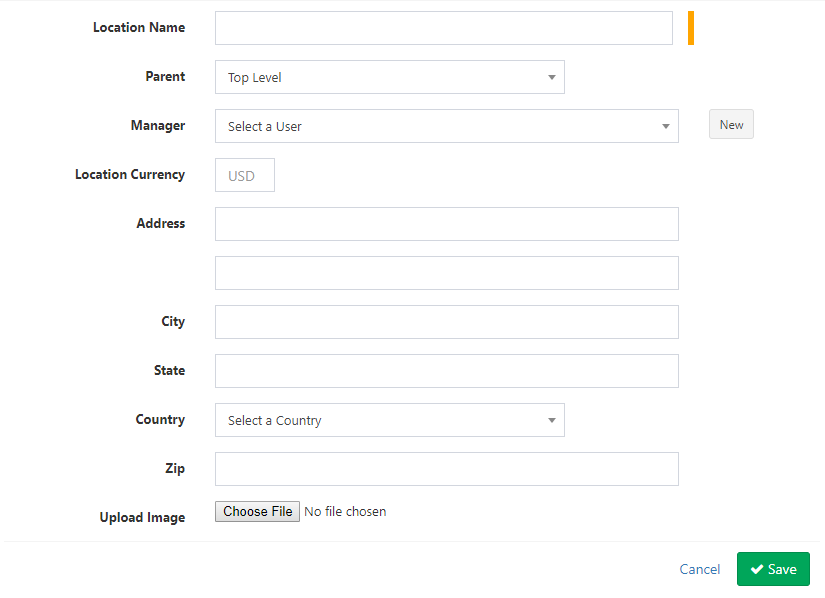 Location Name
Parent Top Level
Manager Select a User New
Location Currency USD
Address
City
State
Country Select a Country
Zip
Upload Image Choose File No file chosen
Cancel Save